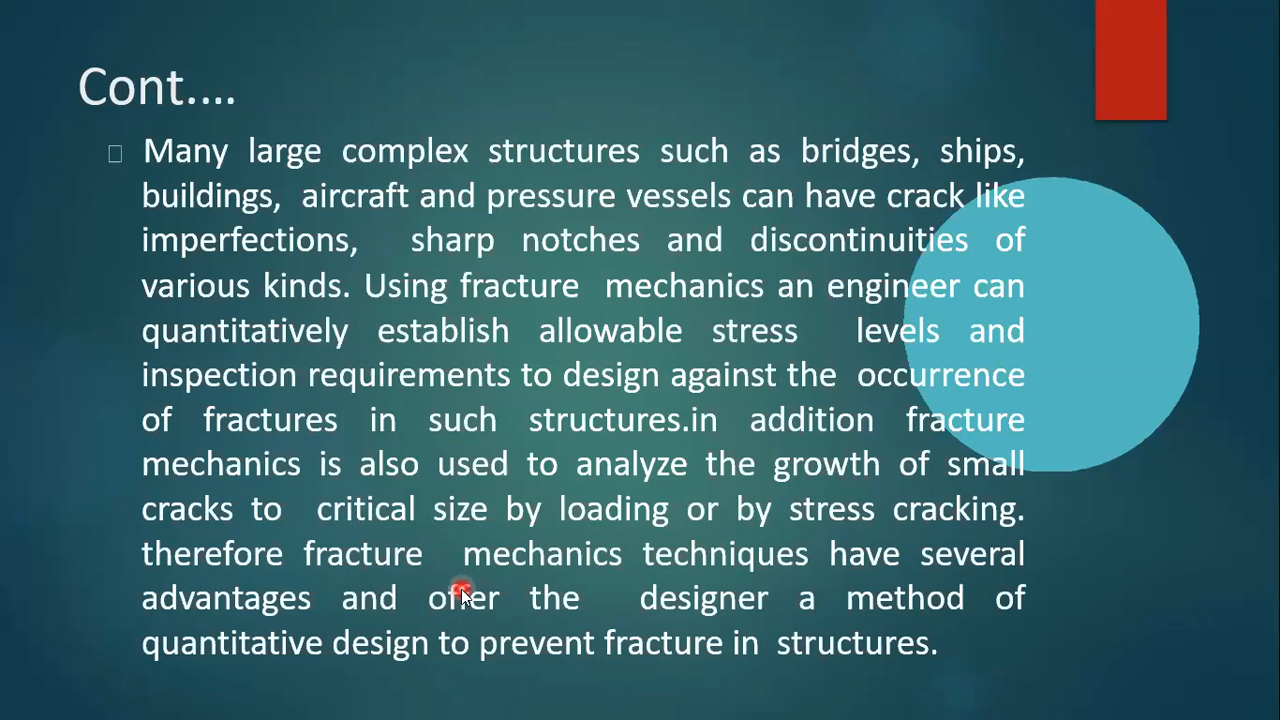 Cont....
Many large complex structures such as bridges, ships,
buildings, aircraft and pressure vessels can have crack like
imperfections, sharp notches and discontinuities of
various kinds. Using fracture mechanics an engineer can
quantitatively establish allowable stress levels and
inspection requirements to design against the occurrence
of fractures in such structures.in addition fracture
mechanics is also used to analyze the growth of small
cracks to critical size by loading or by stress cracking.
therefore fracture mechanics techniques have several
advantages and offer the designer a method of
quantitative design to prevent fracture in structures.